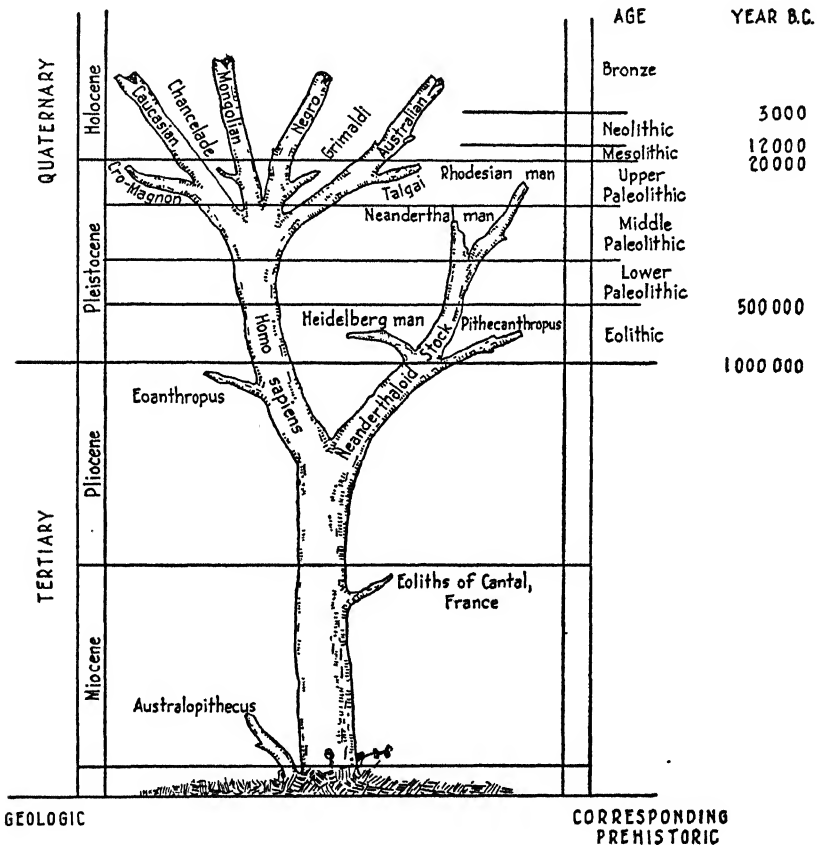 AGE
YEAR B.C.
QUATERNARY
TERTIARY
Holocene
Pleistocene
Pliocene
Miocene
Bronze
3000
Neolithic
12000
Mesolithic
20000
Upper
Paleolithic
Middle
Paleolithic
Lower
Paleolithic
500000
Eolithic
1000000
Caucasian
Chancelade
Mongolian
Negro
Grimaldi
Australian
Cro-Magnon
Talgai
Rhodesian man
Neanderthal man
Heidelberg man
Pithecanthropus
Homo
sapiens
Neanderthaloid
Stock
Eoanthropus
Eoliths of Cantal,
France
Australopithecus
GEOLOGIC
CORRESPONDING
PREHISTORIC